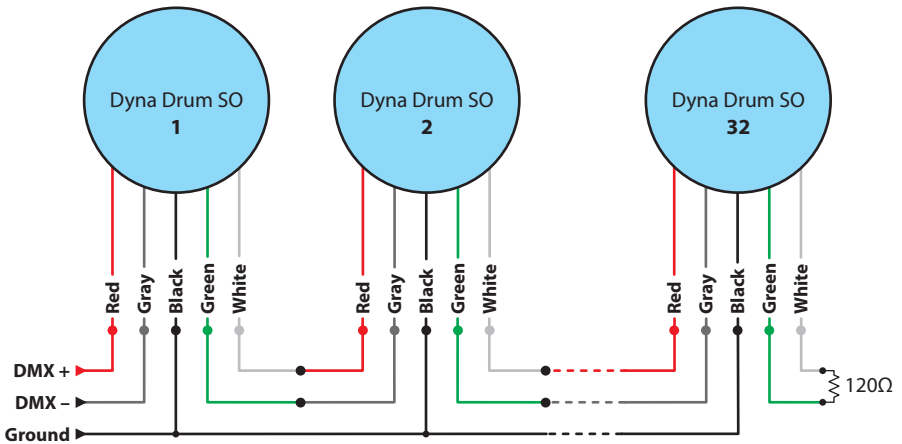 Dyna Drum SO
1
Dyna Drum SO
2
Dyna Drum SO
32
Red
Gray
Black
Green
White
Red
Gray
Black
Green
White
Red
Gray
Black
Green
White
DMX +
DMX –
Ground
120Ω